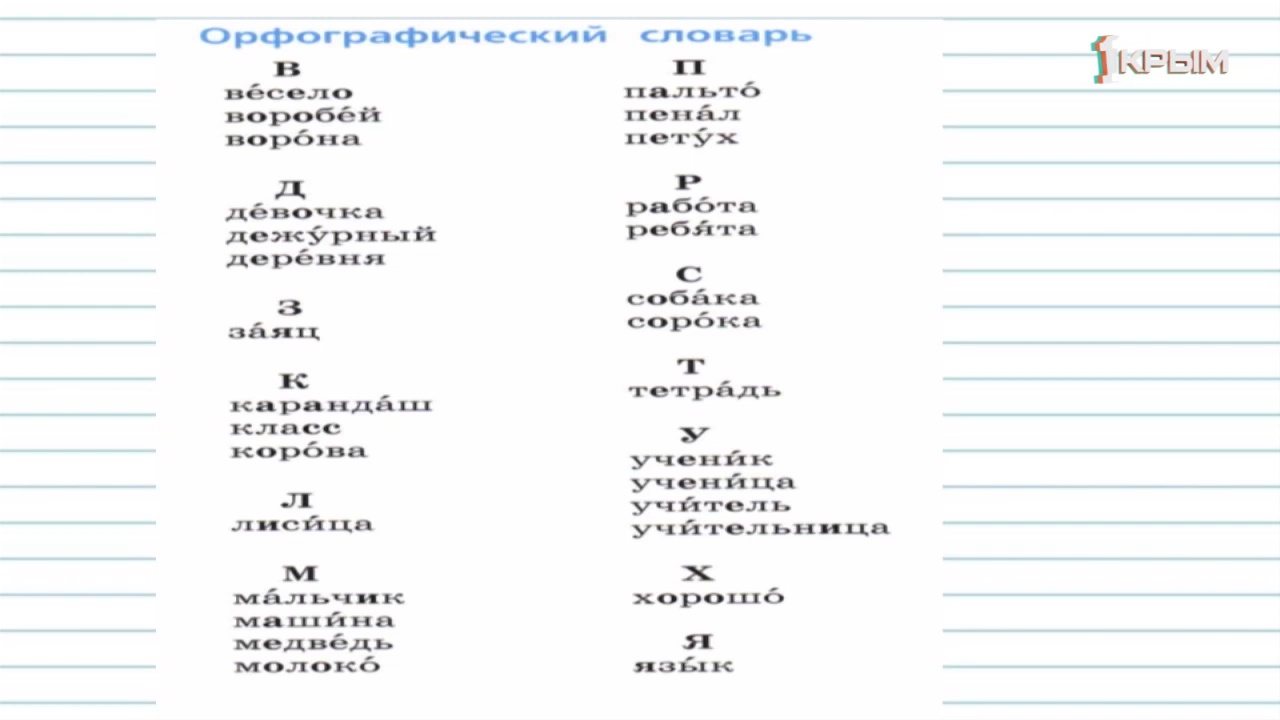 Орфографический словарь
В
ве́село
воробе́й
воро́на
Д
де́вочка
дежу́рный
дере́вня
З
за́яц
К
каранда́ш
класс
коро́ва
Л
лиси́ца
М
ма́льчик
маши́на
медве́дь
молоко́
П
пальто́
пена́л
пету́х
Р
рабо́та
ребя́та
С
соба́ка
соро́ка
Т
тетра́дь
У
учени́к
учени́ца
учи́тель
учи́тельница
Х
хорошо́
Я
язы́к
1 КРЫМ